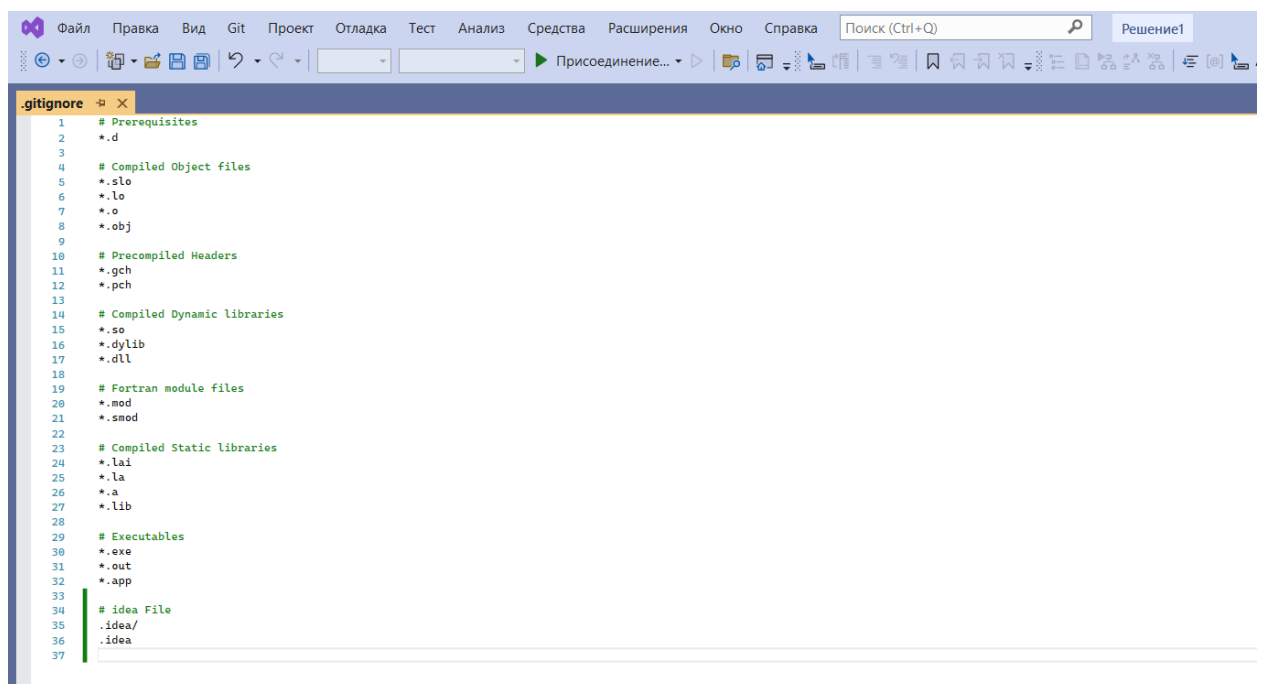 Файл Правка Вид Git Проект Отладка Тест Анализ Средства Расширения Окно Справка Поиск (Ctrl+Q) Решение1
Присоединение...
.gitignore
1 # Prerequisites
2 *.d
3
4 # Compiled Object files
5 *.slo
6 *.lo
7 *.o
8 *.obj
9
10 # Precompiled Headers
11 *.gch
12 *.pch
13
14 # Compiled Dynamic libraries
15 *.so
16 *.dylib
17 *.dll
18
19 # Fortran module files
20 *.mod
21 *.smod
22
23 # Compiled Static libraries
24 *.lai
25 *.la
26 *.a
27 *.lib
28
29 # Executables
30 *.exe
31 *.out
32 *.app
33
34 # idea File
35 .idea/
36 .idea
37